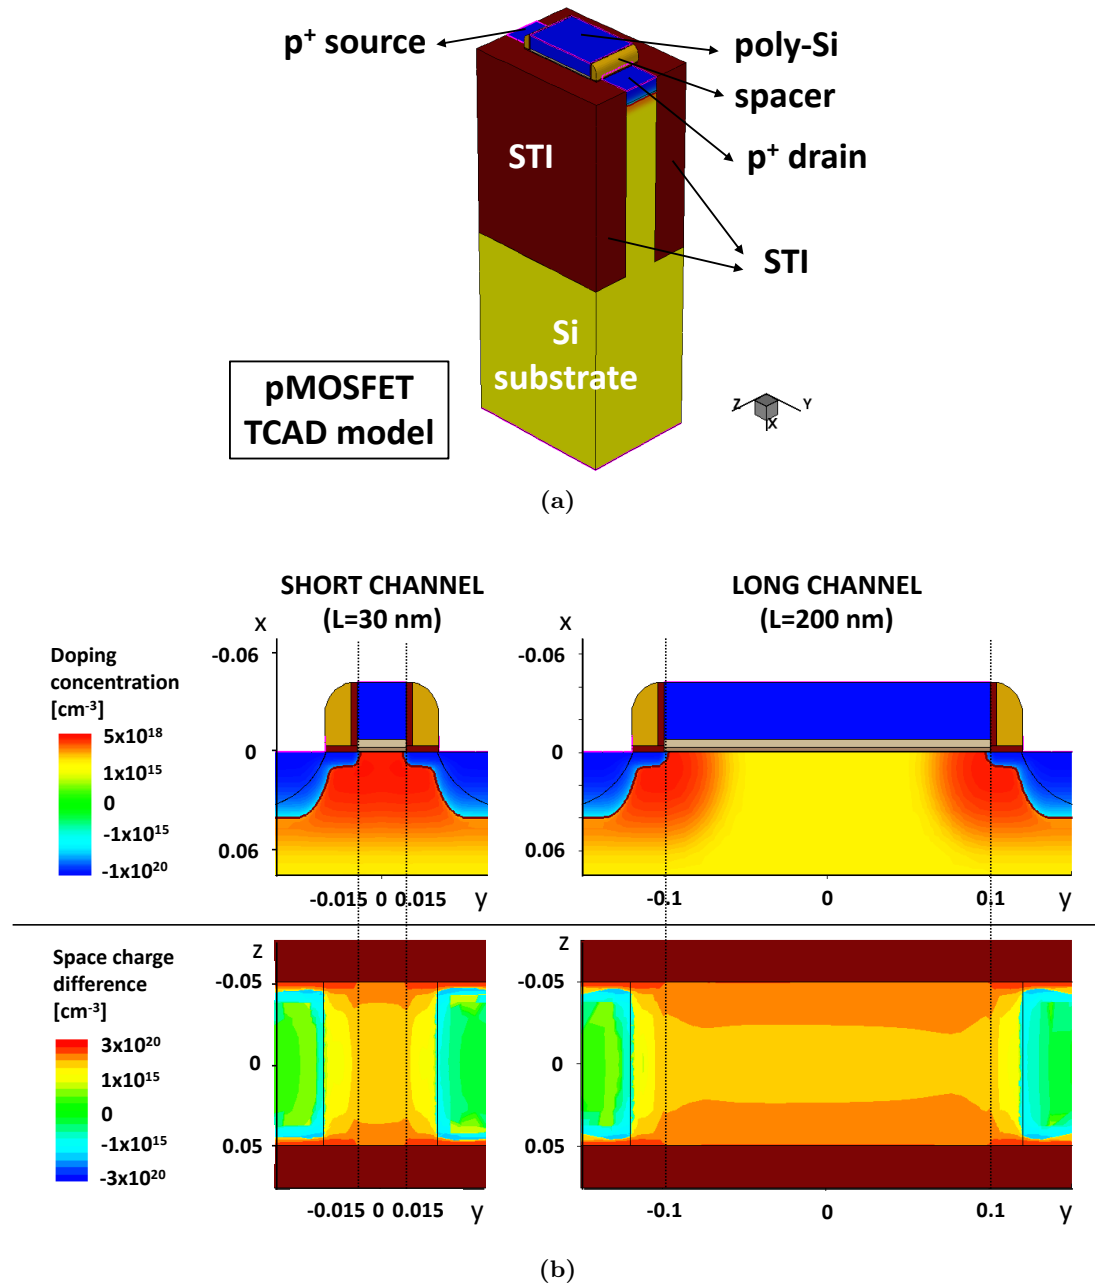 p⁺ source
poly-Si
spacer
STI
p⁺ drain
STI
Si
substrate
pMOSFET
TCAD model
Z
Y
X
(a)
SHORT CHANNEL
(L=30 nm)
LONG CHANNEL
(L=200 nm)
Doping
concentration
[cm⁻³]
5x10¹⁸
1x10¹⁵
0
-1x10¹⁵
-1x10²⁰
x
-0.06
0
0.06
-0.015 0 0.015 y
x
-0.06
0
0.06
-0.1 0 0.1 y
Space charge
difference
[cm⁻³]
3x10²⁰
1x10¹⁵
0
-1x10¹⁵
-3x10²⁰
z
-0.05
0
0.05
-0.015 0 0.015 y
z
-0.05
0
0.05
-0.1 0 0.1 y
(b)